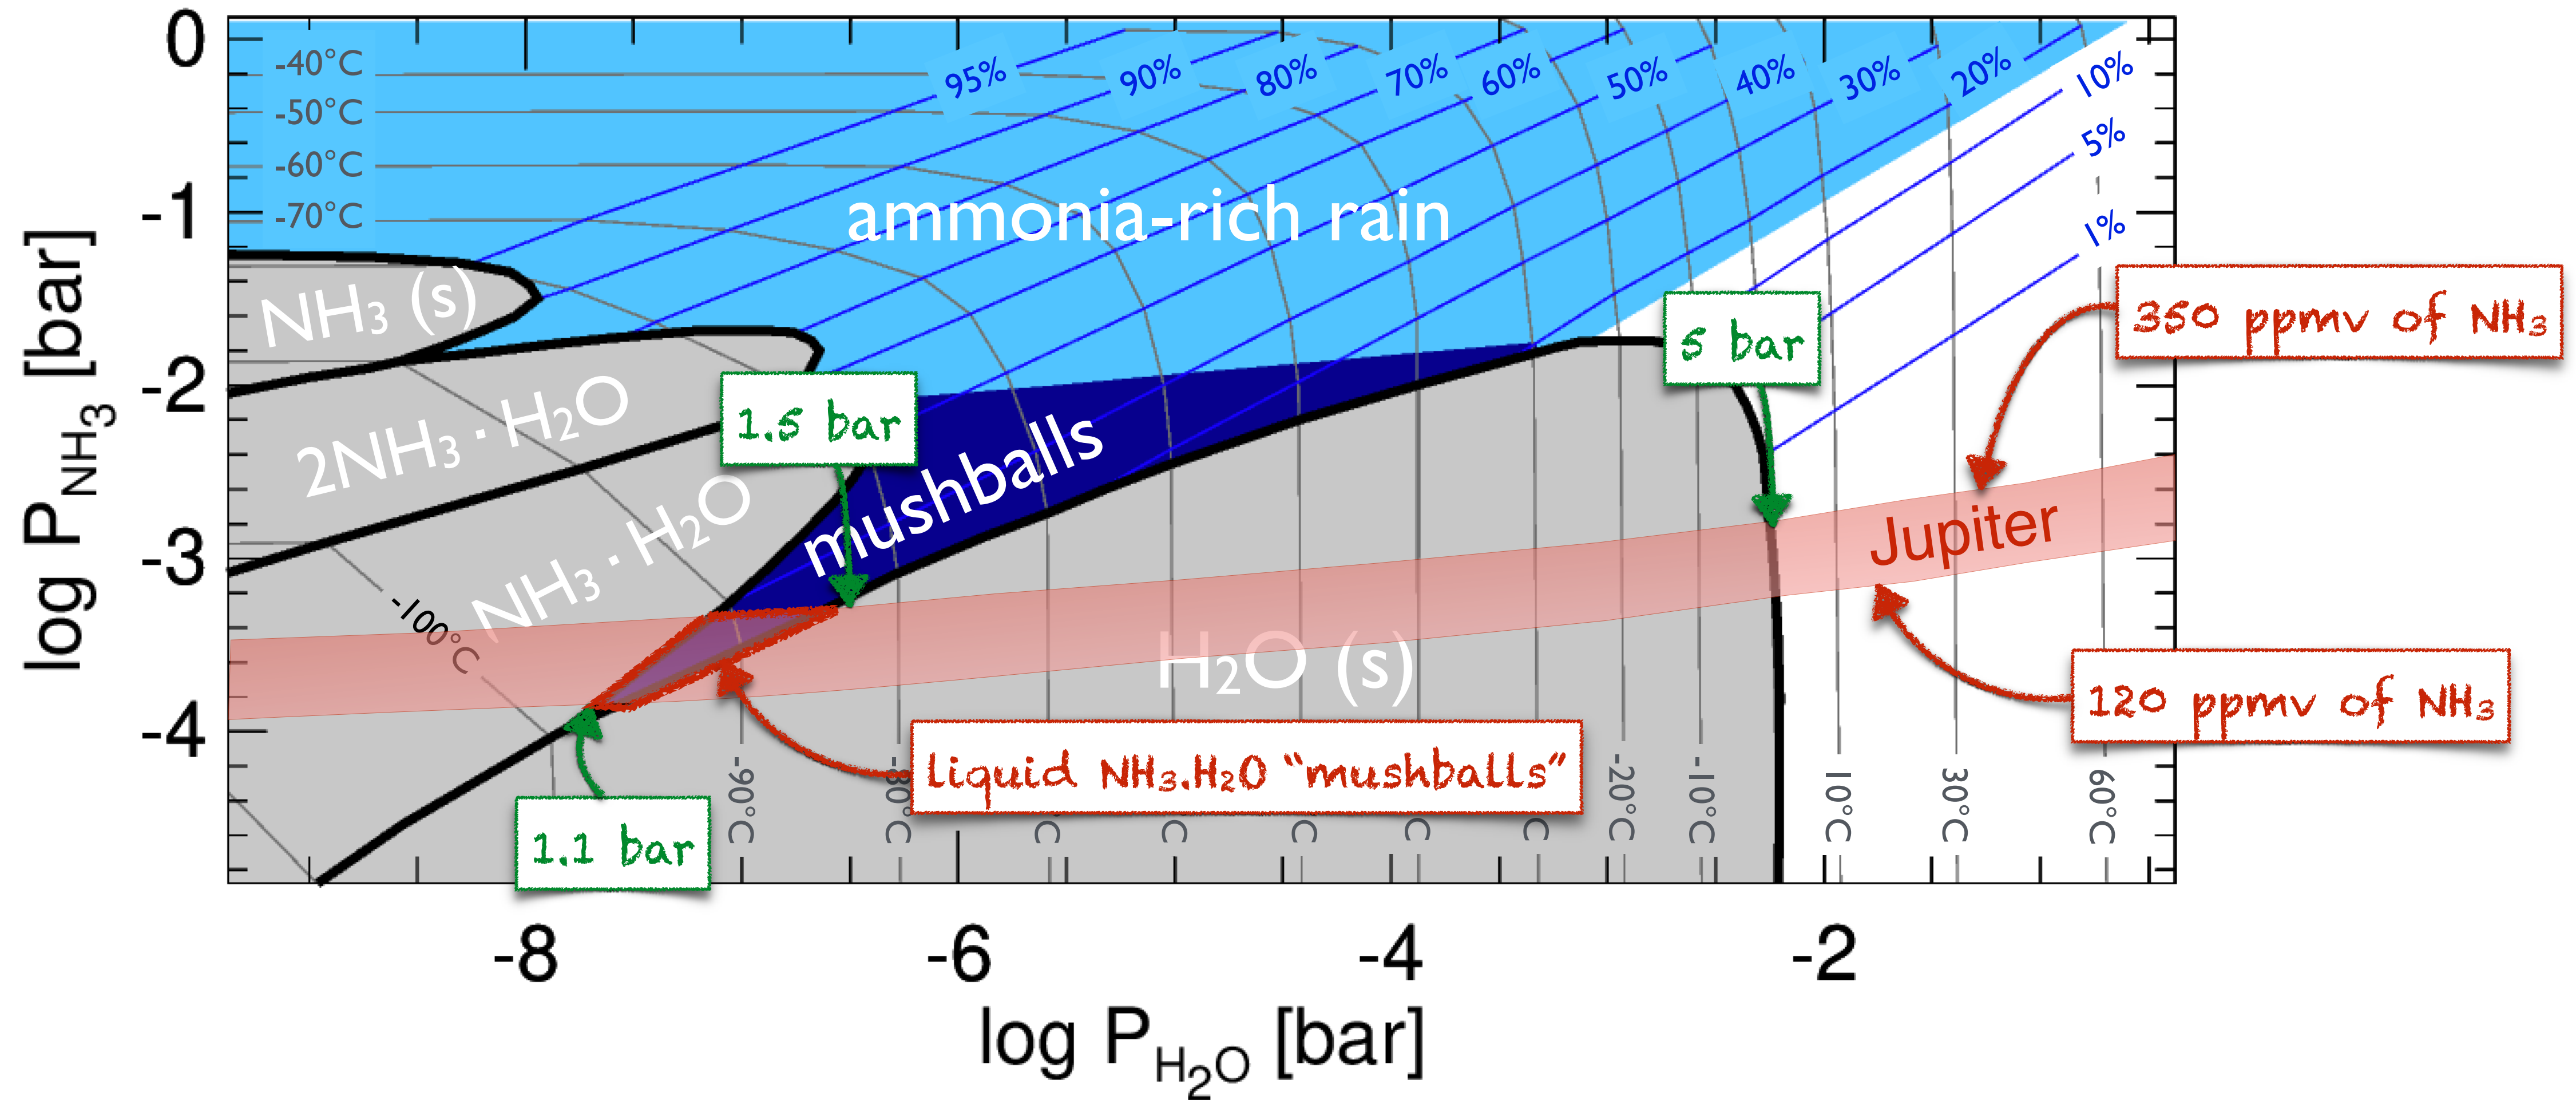 0
-1
-2
-3
-4
log P_NH₃ [bar]
-40°C
-50°C
-60°C
-70°C
95%
90%
80%
70%
60%
50%
40%
30%
20%
10%
5%
1%
ammonia-rich rain
NH₃ (s)
2NH₃ · H₂O
NH₃ · H₂O
mushballs
1.5 bar
5 bar
350 ppmv of NH₃
Jupiter
-100°C
H₂O (s)
120 ppmv of NH₃
liquid NH₃.H₂O “mushballs”
1.1 bar
-90°C
-80°C
C
C
C
C
C
-20°C
-10°C
10°C
30°C
60°C
-8
-6
-4
-2
log P_H₂O [bar]